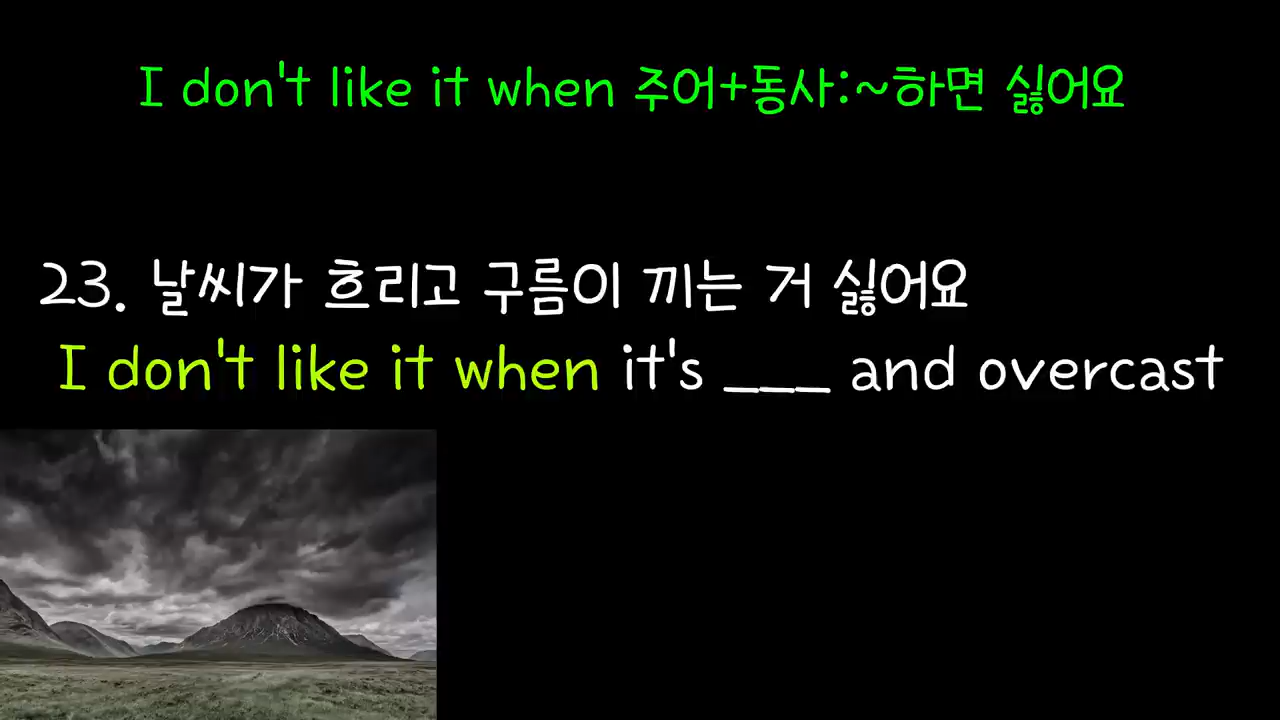 I don't like it when 주어+동사:~하면 싫어요
23. 날씨가 흐리고 구름이 끼는 거 싫어요
I don't like it when it's ___ and overcast